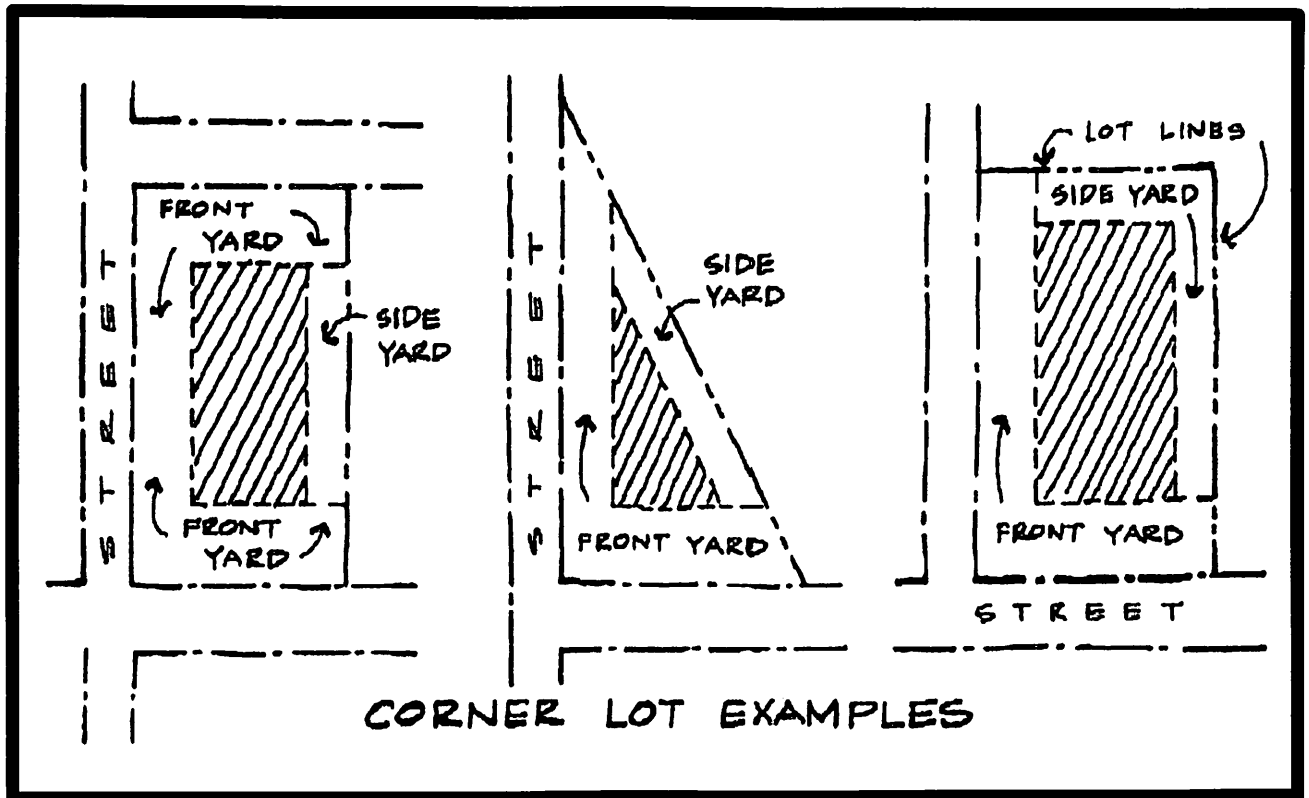 FRONT
YARD
STREET
SIDE
YARD
FRONT
YARD
STREET
SIDE
YARD
FRONT YARD
LOT LINES
SIDE YARD
FRONT YARD
STREET
CORNER LOT EXAMPLES